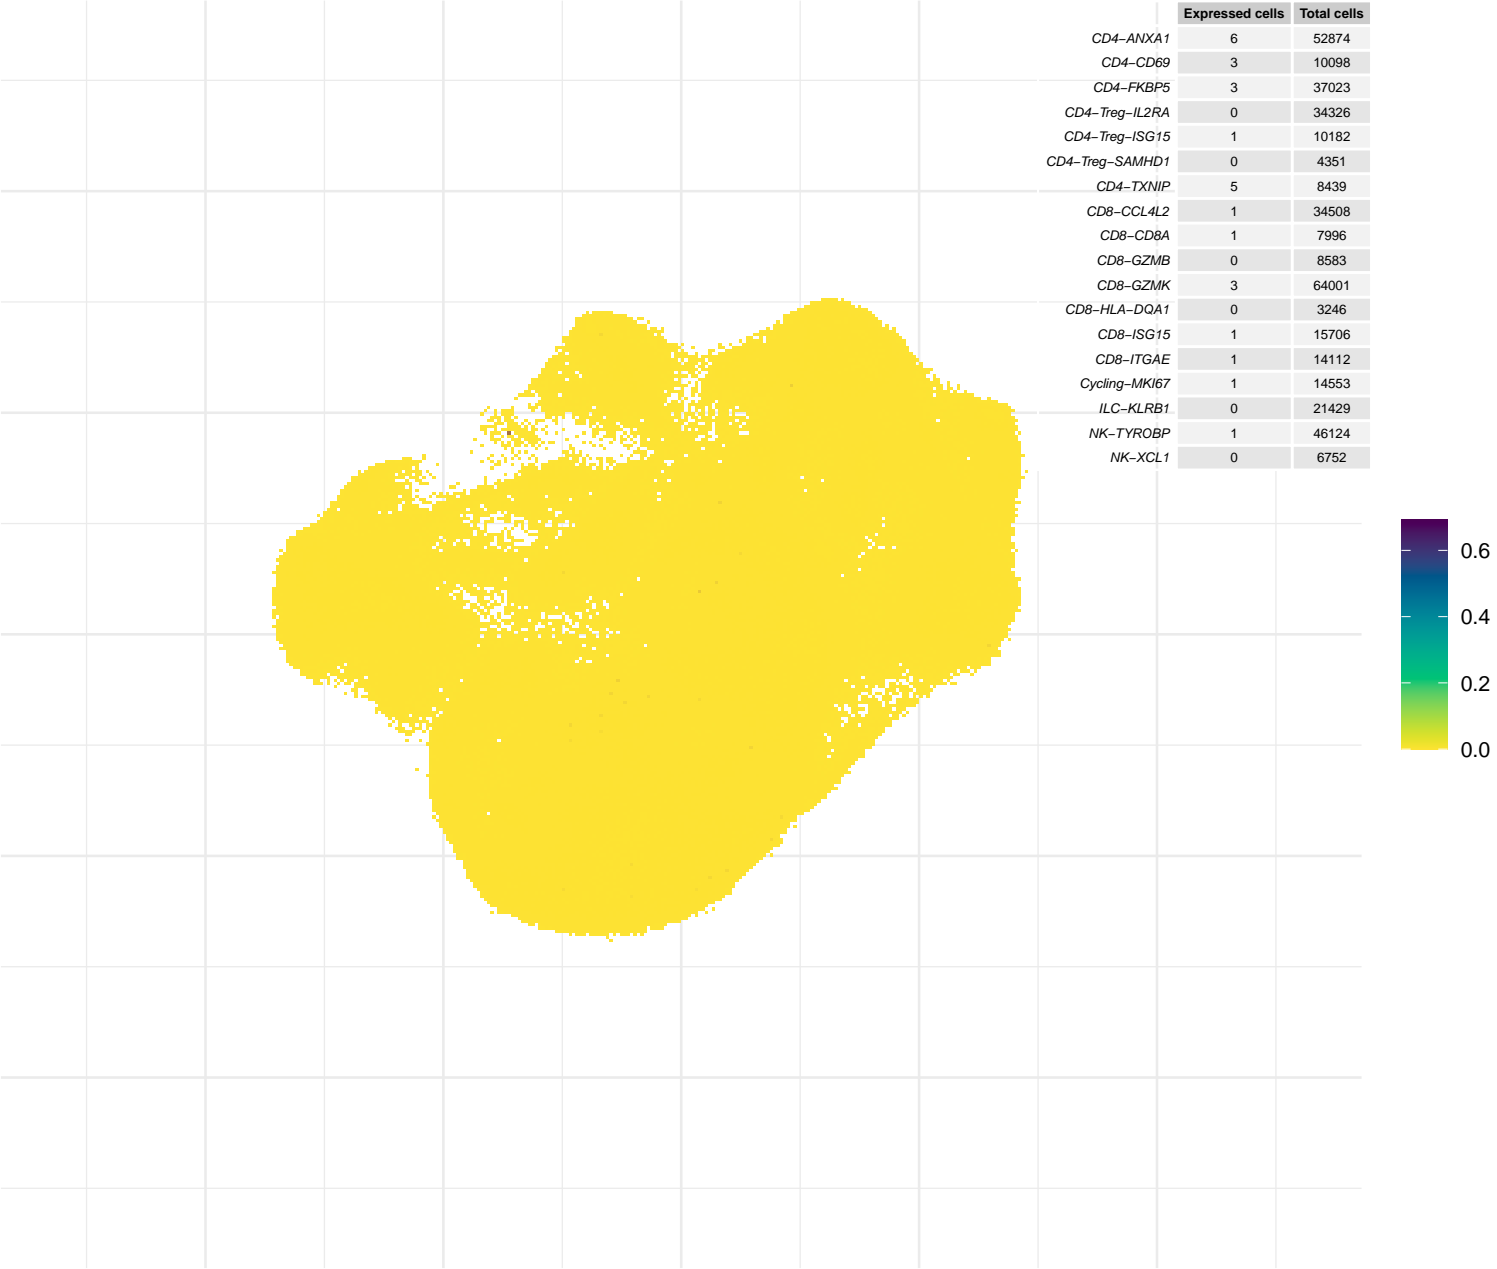 Expressed cells Total cells
CD4−ANXA1 6 52874
CD4−CD69 3 10098
CD4−FKBP5 3 37023
CD4−Treg−IL2RA 0 34326
CD4−Treg−ISG15 1 10182
CD4−Treg−SAMHD1 0 4351
CD4−TXNIP 5 8439
CD8−CCL4L2 1 34508
CD8−CD8A 1 7996
CD8−GZMB 0 8583
CD8−GZMK 3 64001
CD8−HLA−DQA1 0 3246
CD8−ISG15 1 15706
CD8−ITGAE 1 14112
Cycling−MKI67 1 14553
ILC−KLRB1 0 21429
NK−TYROBP 1 46124
NK−XCL1 0 6752
0.6
0.4
0.2
0.0